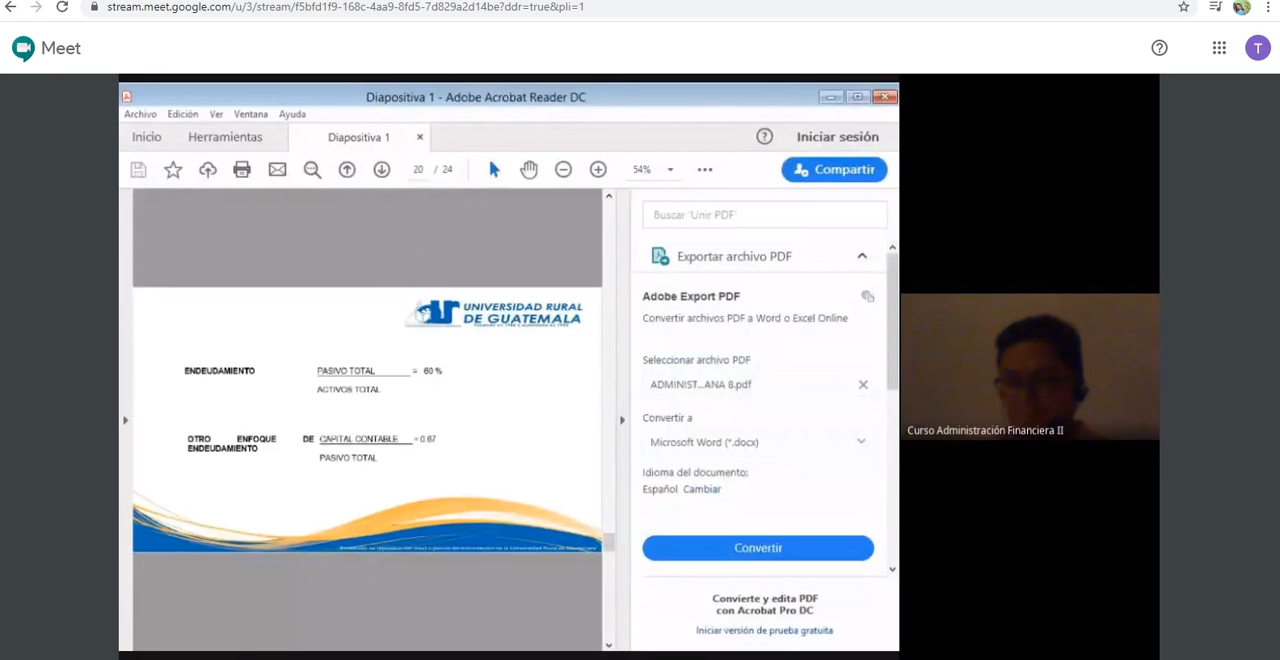 stream.meet.google.com/u/3/stream/f5bfd1f9-168c-4aa9-8fd5-7d829a2d14be?ddr=true&pli=1
Meet
T
Diapositiva 1 - Adobe Acrobat Reader DC
Archivo Edición Ver Ventana Ayuda
Inicio Herramientas Diapositiva 1 × Iniciar sesión
20 / 24 54% Compartir
Buscar 'Unir PDF'
Exportar archivo PDF
Adobe Export PDF
Convertir archivos PDF a Word o Excel Online
Seleccionar archivo PDF
ADMINIST...ANA 8.pdf
Convertir a
Microsoft Word (*.docx)
Idioma del documento:
Español Cambiar
Convertir
Convierte y edita PDF
con Acrobat Pro DC
Iniciar versión de prueba gratuita
UNIVERSIDAD RURAL
DE GUATEMALA
ENDEUDAMIENTO PASIVO TOTAL = 60 %
ACTIVOS TOTAL
OTRO ENFOQUE DE CAPITAL CONTABLE = 0.67
ENDEUDAMIENTO
PASIVO TOTAL
Curso Administración Financiera II